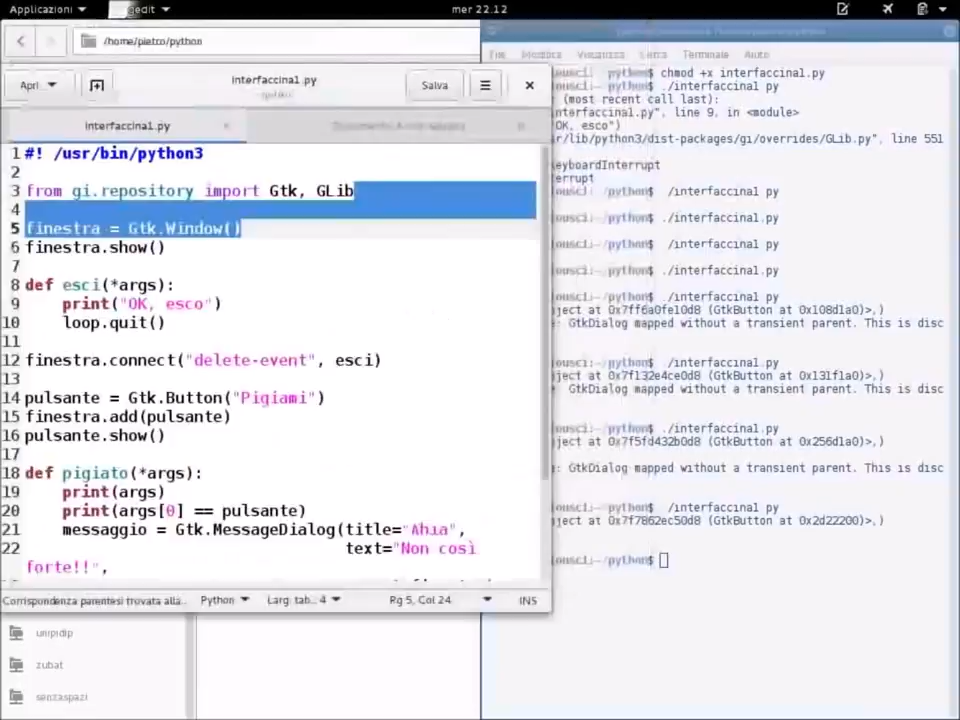 Applicazioni
gedit
mer 22.12
/home/pietro/python
Apri
interfaccina1.py
Salva
interfaccina1.py
1 #! /usr/bin/python3
2
3 from gi.repository import Gtk, GLib
4
5 finestra = Gtk.Window()
6 finestra.show()
7
8 def esci(*args):
9 print("OK, esco")
10 loop.quit()
11
12 finestra.connect("delete-event", esci)
13
14 pulsante = Gtk.Button("Pigiami")
15 finestra.add(pulsante)
16 pulsante.show()
17
18 def pigiato(*args):
19 print(args)
20 print(args[0] == pulsante)
21 messaggio = Gtk.MessageDialog(title="Ahia",
22 text="Non così
forte!!",
Corrispondenza parentesi trovata alla..
Python
Larg. tab.. 4
Rg 5, Col 24
INS
unipidip
zubat
senzaspazi
File Modifica Visualizza Cerca Terminale Aiuto
python$ chmod +x interfaccina1.py
python$ ./interfaccina1.py
(most recent call last):
interfaccina1.py", line 9, in <module>
"OK, esco")
r/lib/python3/dist-packages/gi/overrides/GLib.py", line 551
eyboardInterrupt
rrupt
python$ ./interfaccina1.py
python$ ./interfaccina1.py
python$ ./interfaccina1.py
python$ ./interfaccina1.py
python$ ./interfaccina1.py
ject at 0x7ff6a0fe10d8 (GtkButton at 0x108d1a0)>,)
: GtkDialog mapped without a transient parent. This is disc
python$ ./interfaccina1.py
ject at 0x7f132e4ce0d8 (GtkButton at 0x131f1a0)>,)
: GtkDialog mapped without a transient parent. This is disc
python$ ./interfaccina1.py
ject at 0x7f5fd432b0d8 (GtkButton at 0x256d1a0)>,)
: GtkDialog mapped without a transient parent. This is disc
python$ ./interfaccina1.py
ject at 0x7f7862ec50d8 (GtkButton at 0x2d22200)>,)
python$